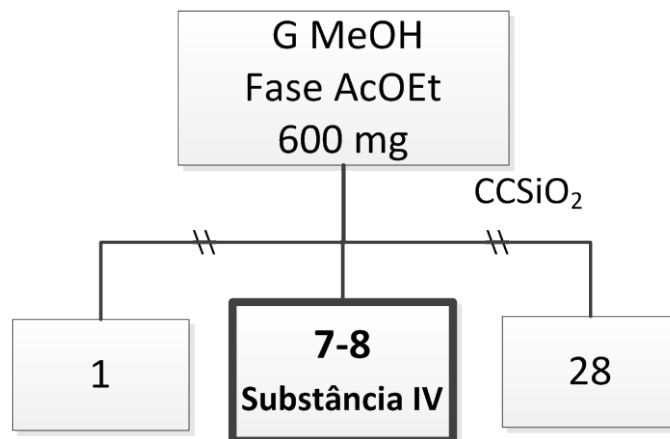 G MeOH
Fase AcOEt
600 mg
CCSiO₂
1
7-8
Substância IV
28